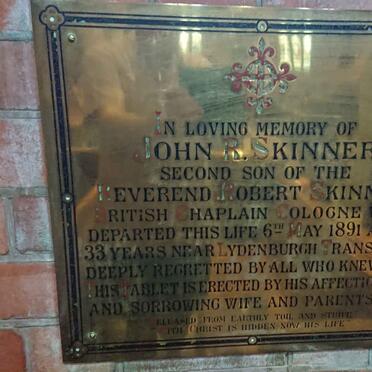 IN LOVING MEMORY OF
JOHN R. SKINNER
SECOND SON OF THE
REVEREND ROBERT SKINN
BRITISH CHAPLAIN COLOGNE
DEPARTED THIS LIFE 6TH MAY 1891 A
33 YEARS NEAR LYDENBURGH TRANS
DEEPLY REGRETTED BY ALL WHO KNEW
THIS TABLET IS ERECTED BY HIS AFFECTIO
AND SORROWING WIFE AND PARENTS
RELEASED FROM EARTHLY TOIL AND STRIFE
WITH CHRIST IS HIDDEN NOW HIS LIFE